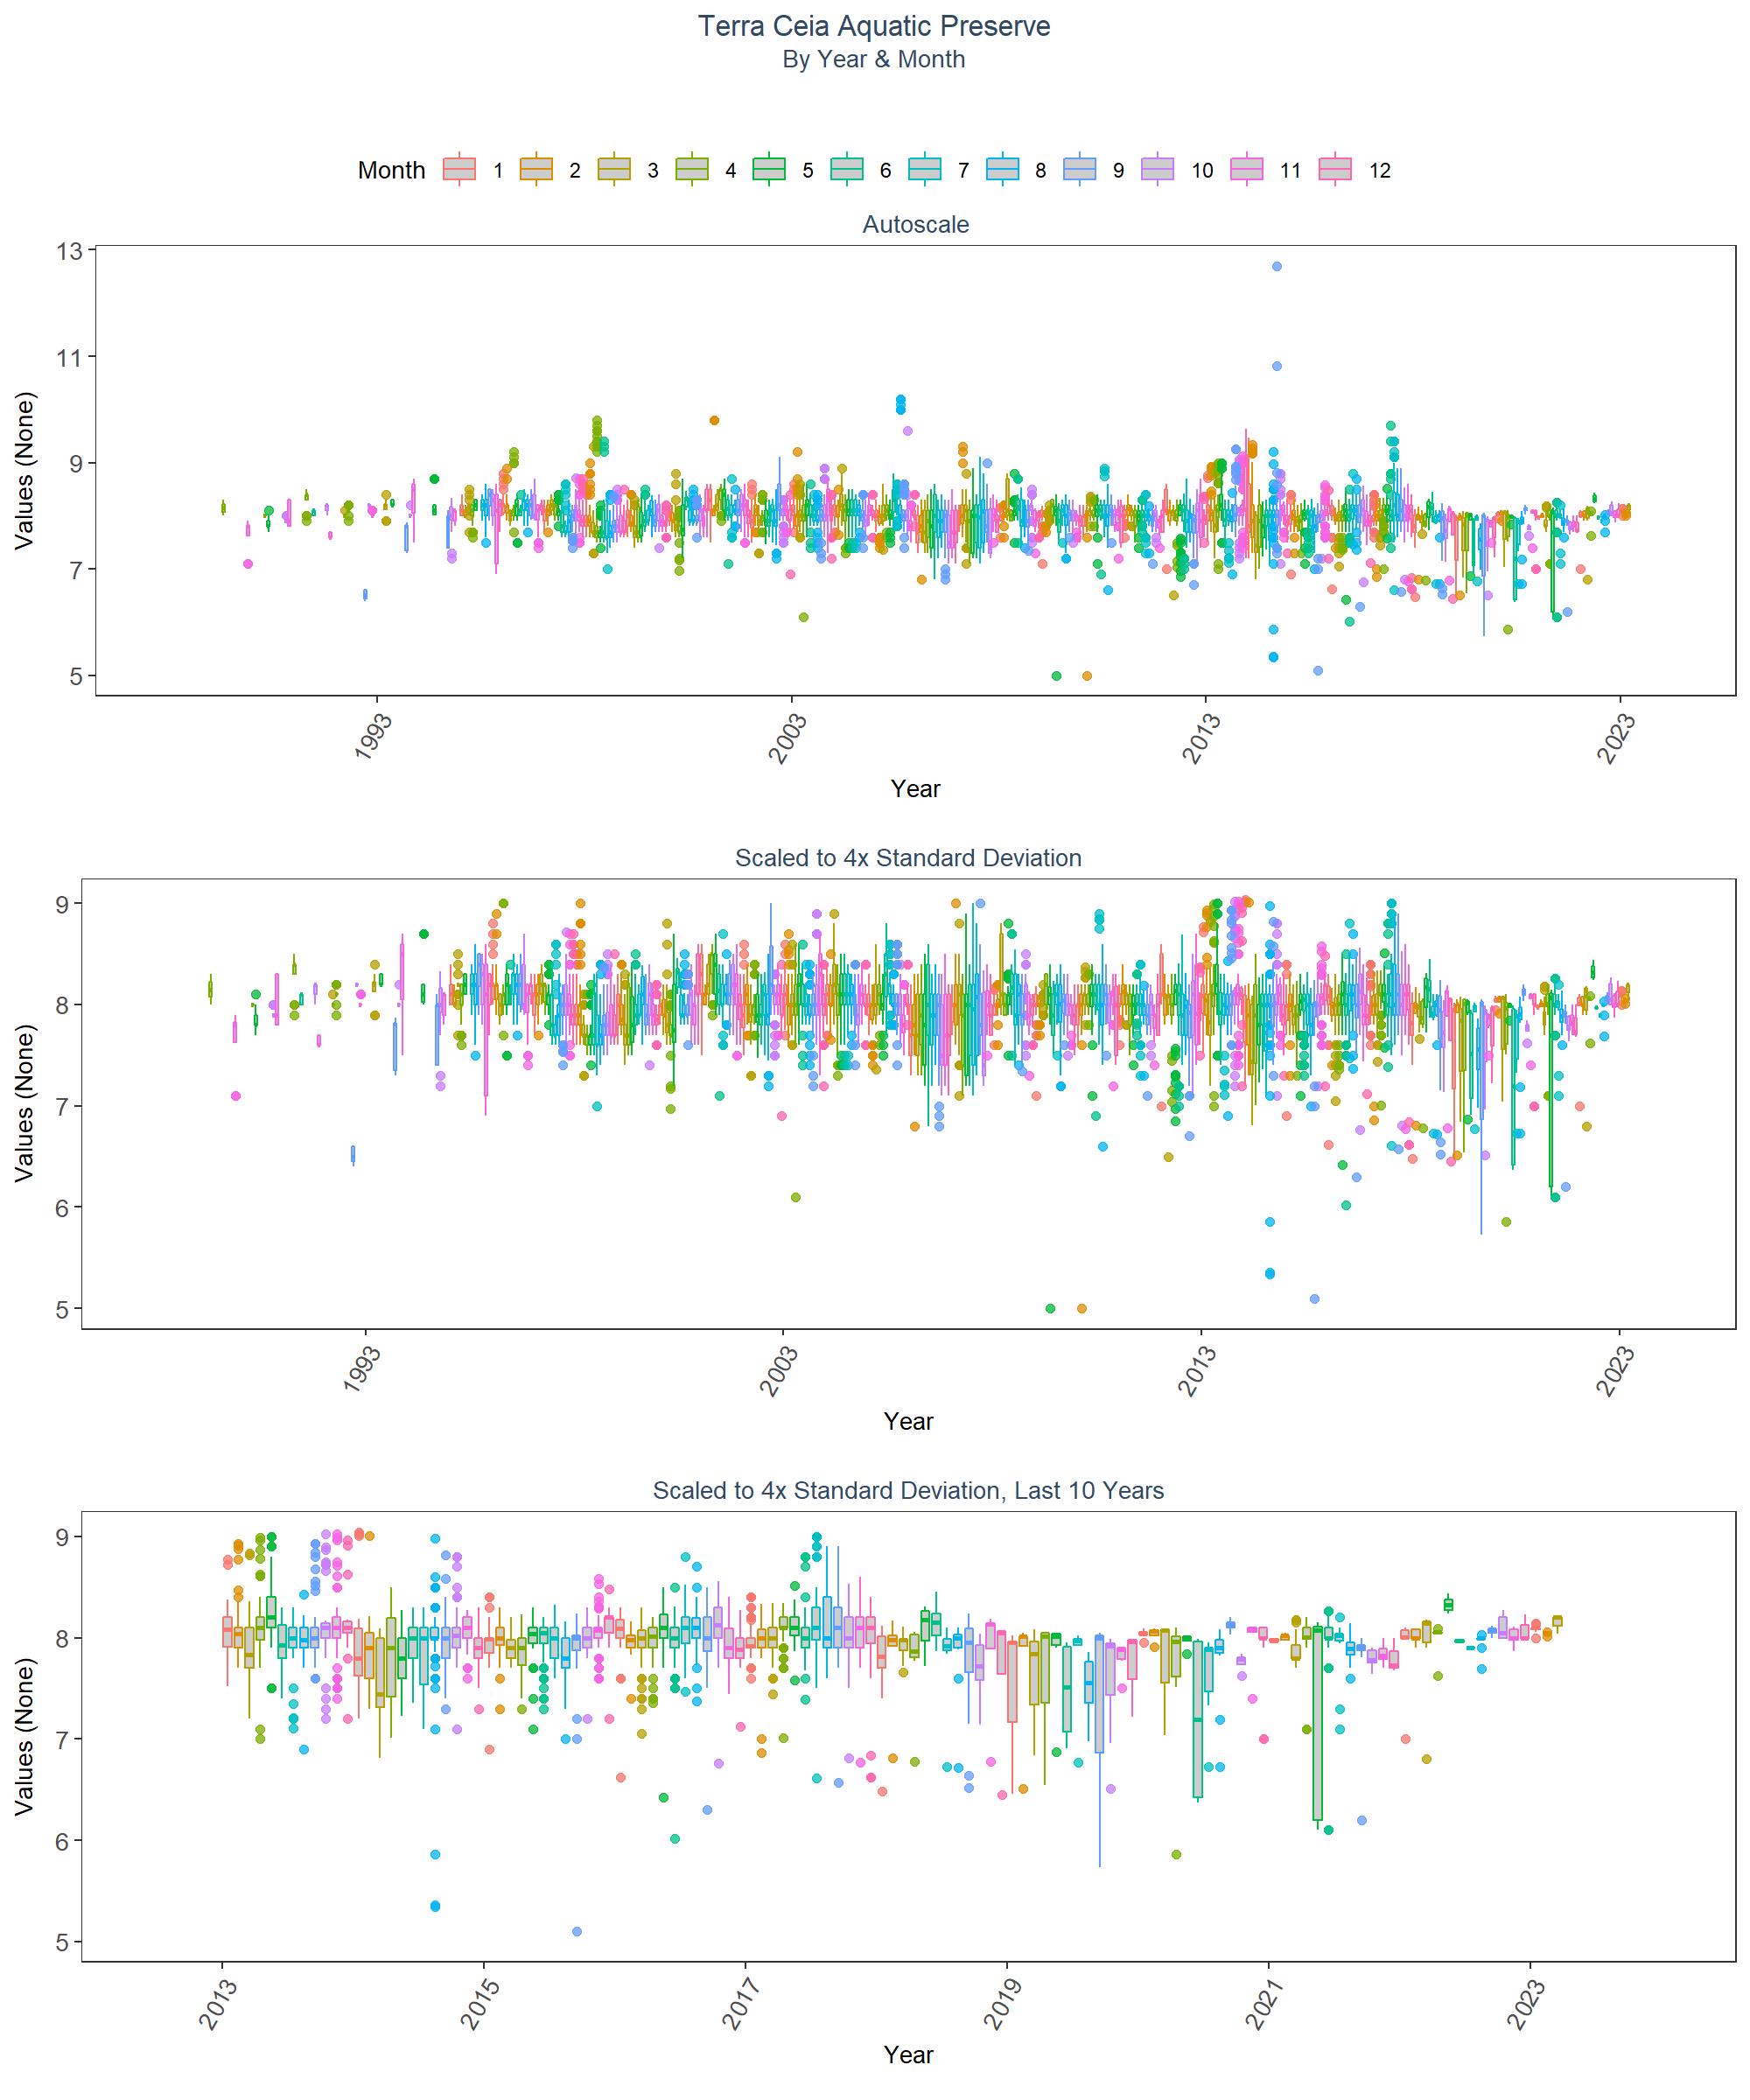 Terra Ceia Aquatic Preserve
By Year & Month
Month 1 2 3 4 5 6 7 8 9 10 11 12
Autoscale
13
11
9
7
5
Values (None)
1993 2003 2013 2023
Year
Scaled to 4x Standard Deviation
9
8
7
6
5
Values (None)
1993 2003 2013 2023
Year
Scaled to 4x Standard Deviation, Last 10 Years
9
8
7
6
5
Values (None)
2013 2015 2017 2019 2021 2023
Year